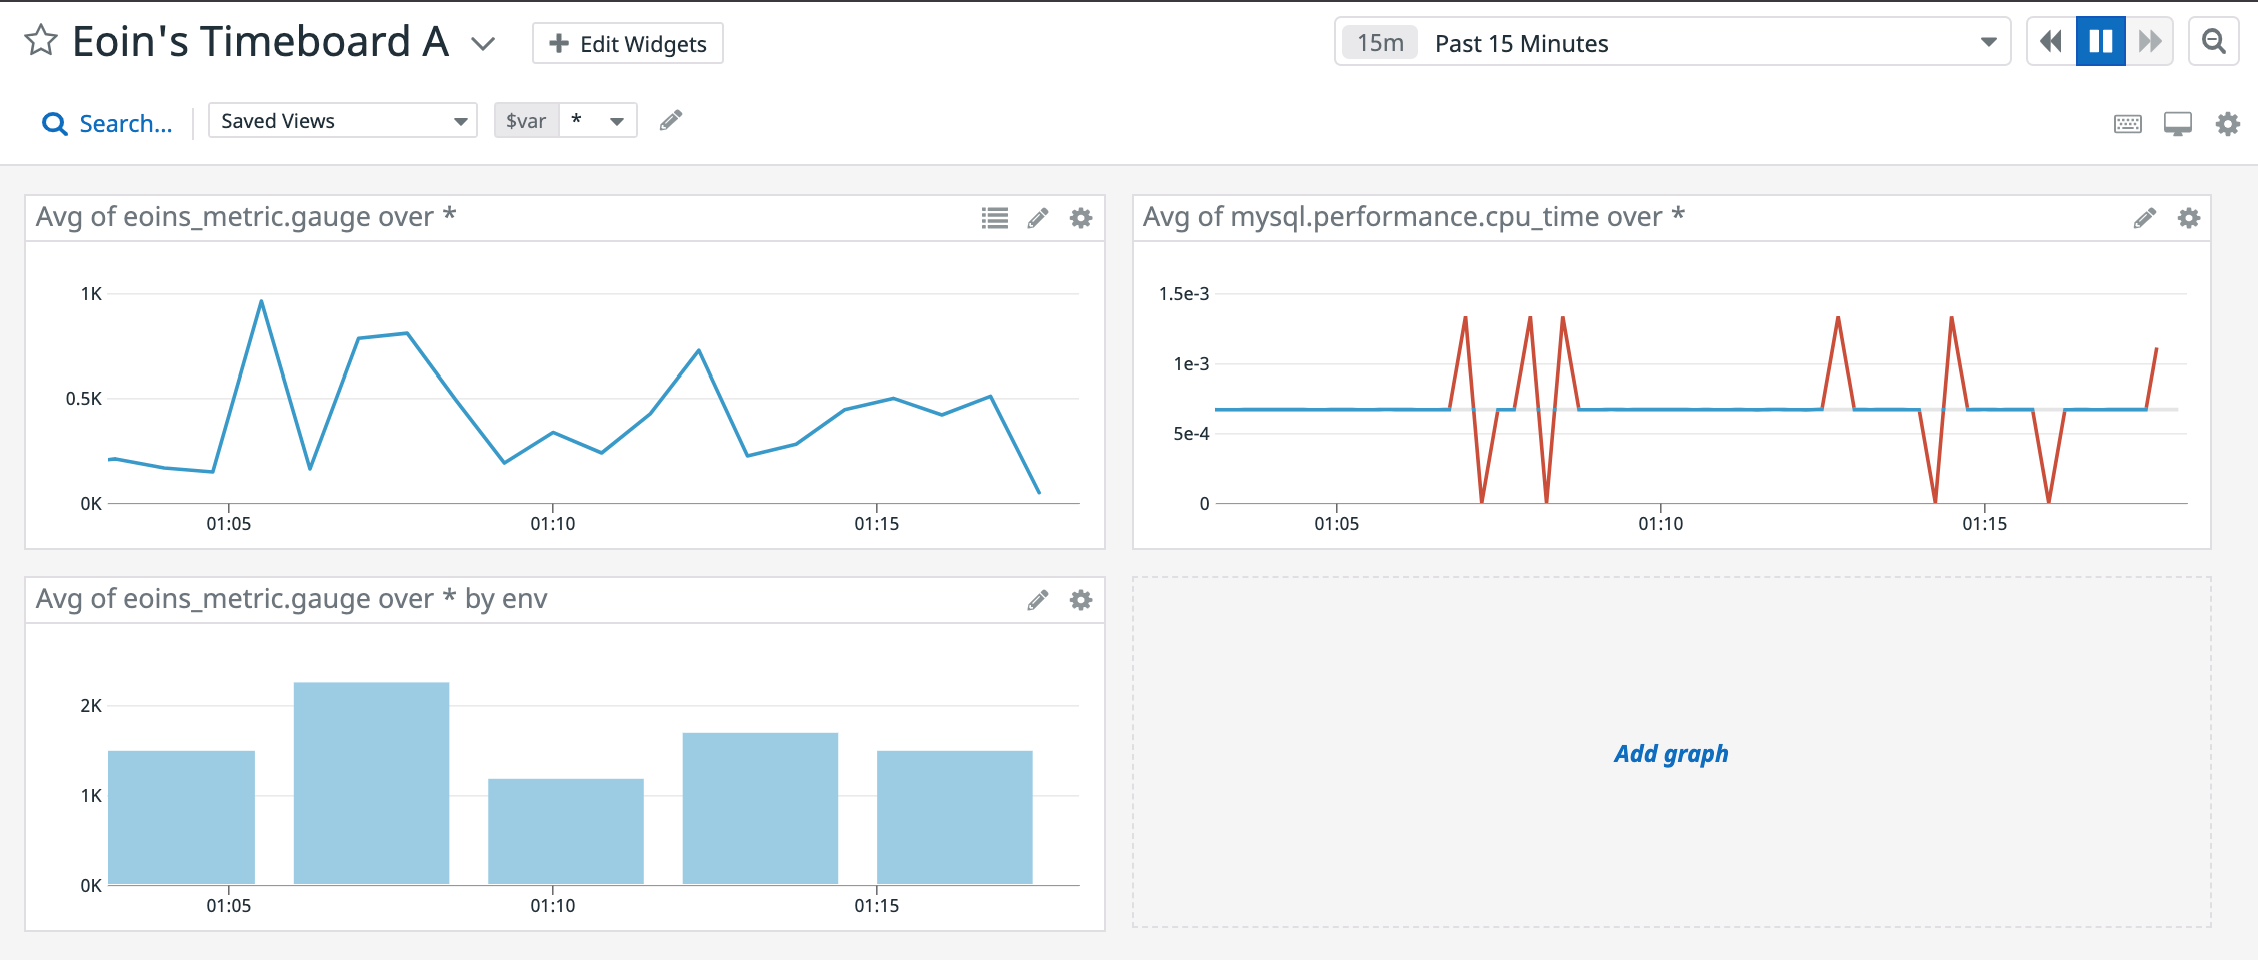 Eoin's Timeboard A
Edit Widgets
15m Past 15 Minutes
Search...
Saved Views
$var *
Avg of eoins_metric.gauge over *
1K
0.5K
0K
01:05 01:10 01:15
Avg of mysql.performance.cpu_time over *
1.5e-3
1e-3
5e-4
0
01:05 01:10 01:15
Avg of eoins_metric.gauge over * by env
2K
1K
0K
01:05 01:10 01:15
Add graph